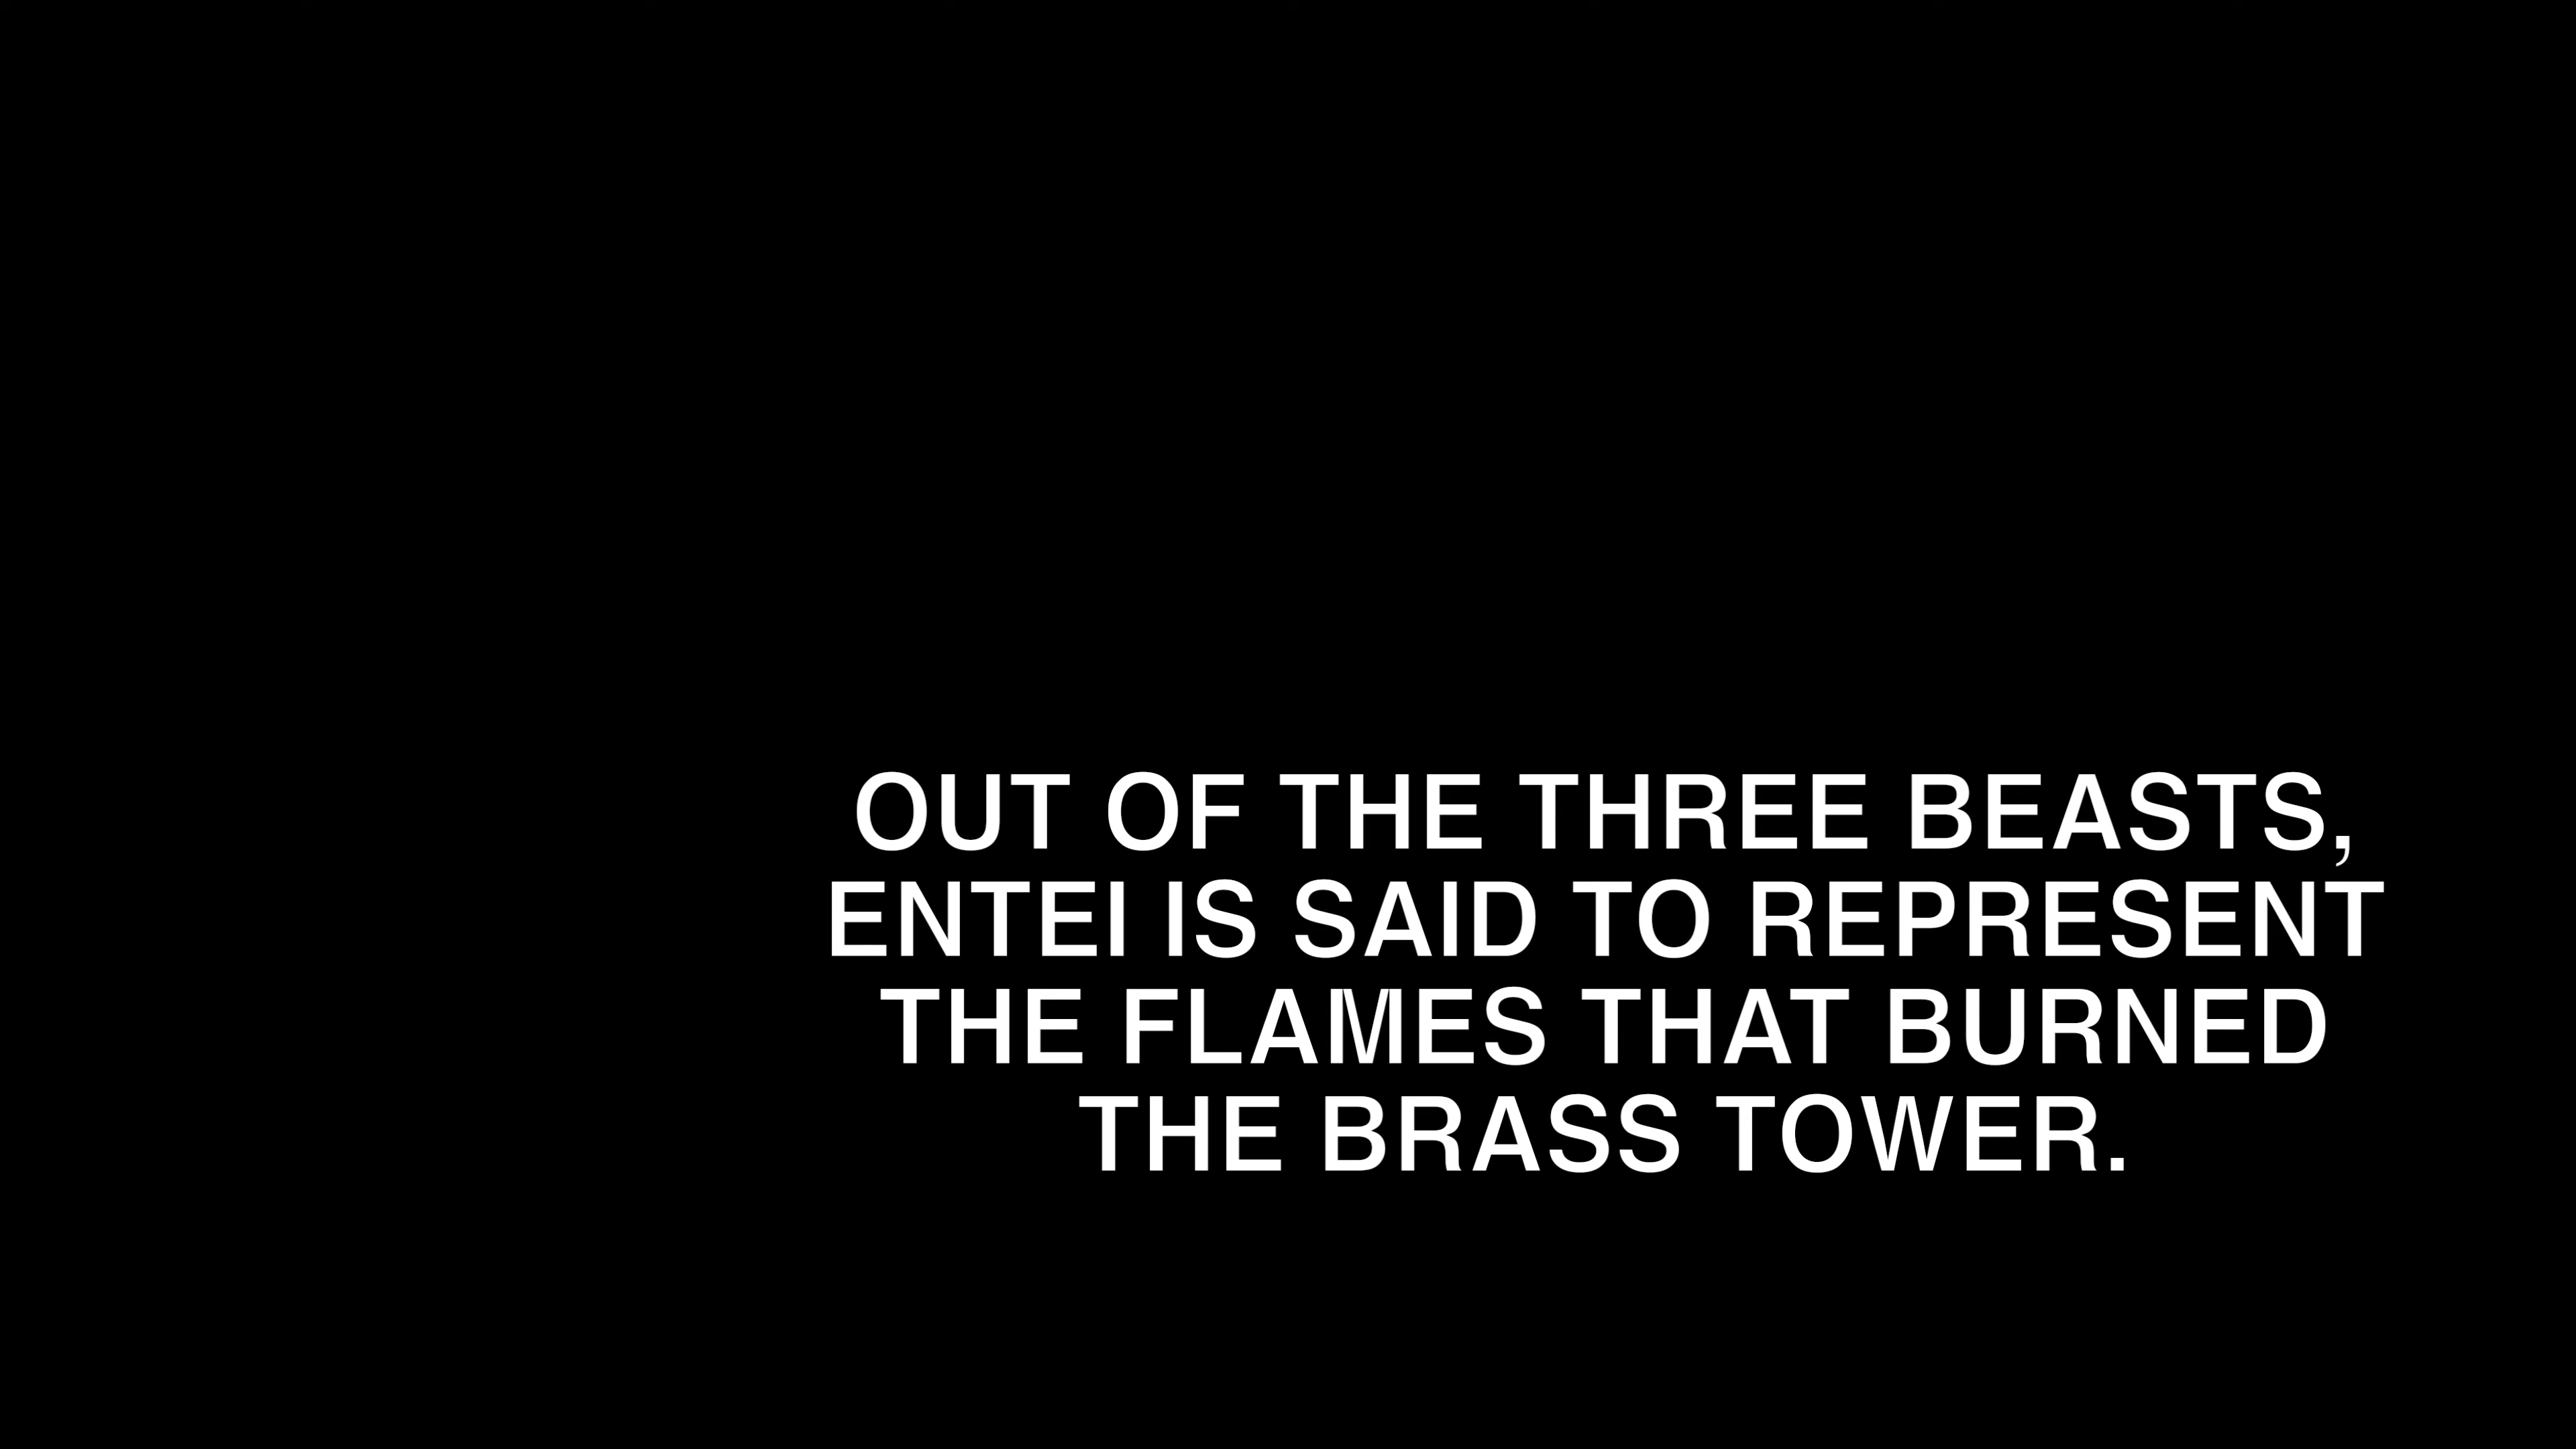 OUT OF THE THREE BEASTS,
ENTEI IS SAID TO REPRESENT
THE FLAMES THAT BURNED
THE BRASS TOWER.